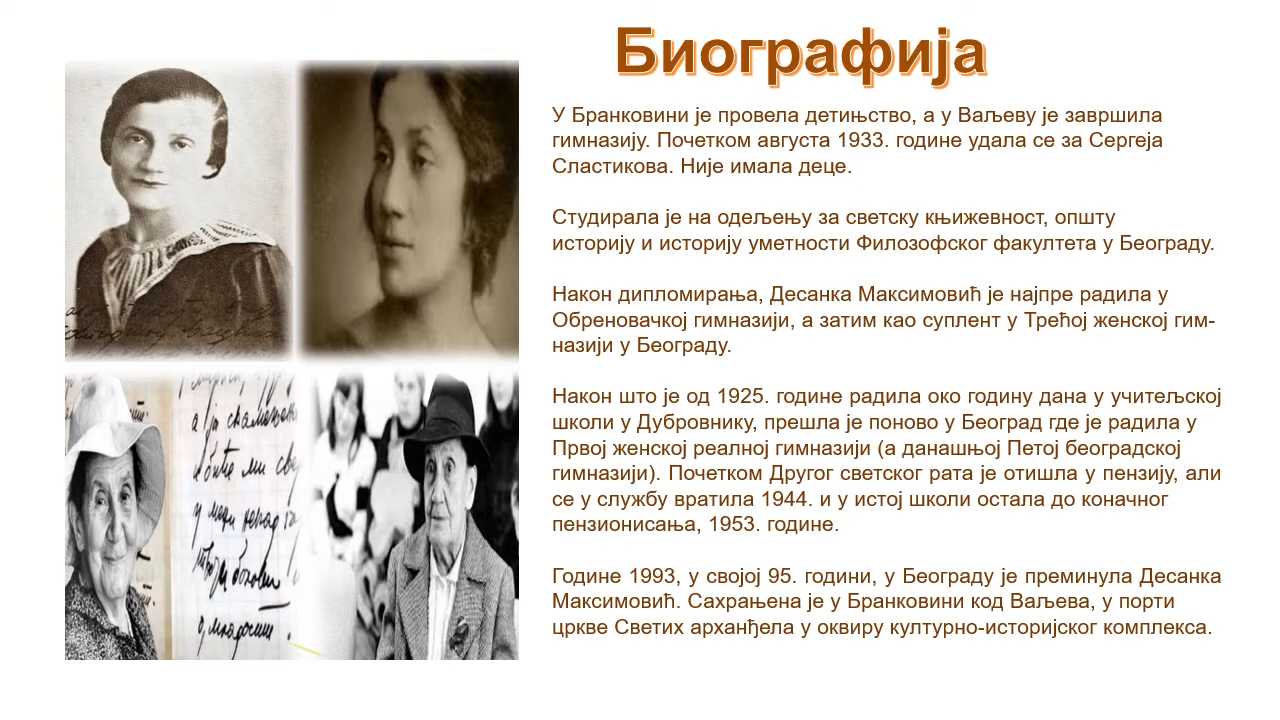 Биографија
У Бранковини је провела детињство, а у Ваљеву је завршила
гимназију. Почетком августа 1933. године удала се за Сергеја
Сластикова. Није имала деце.
Студирала је на одељењу за светску књижевност, општу
историју и историју уметности Филозофског факултета у Београду.
Након дипломирања, Десанка Максимовић је најпре радила у
Обреновачкој гимназији, а затим као суплент у Трећој женској гим-
назији у Београду.
Након што је од 1925. године радила око годину дана у учитељској
школи у Дубровнику, прешла је поново у Београд где је радила у
Првој женској реалној гимназији (а данашњој Петој београдској
гимназији). Почетком Другог светског рата је отишла у пензију, али
се у службу вратила 1944. и у истој школи остала до коначног
пензионисања, 1953. године.
Године 1993, у својој 95. години, у Београду је преминула Десанка
Максимовић. Сахрањена је у Бранковини код Ваљева, у порти
цркве Светих арханђела у оквиру културно-историјског комплекса.